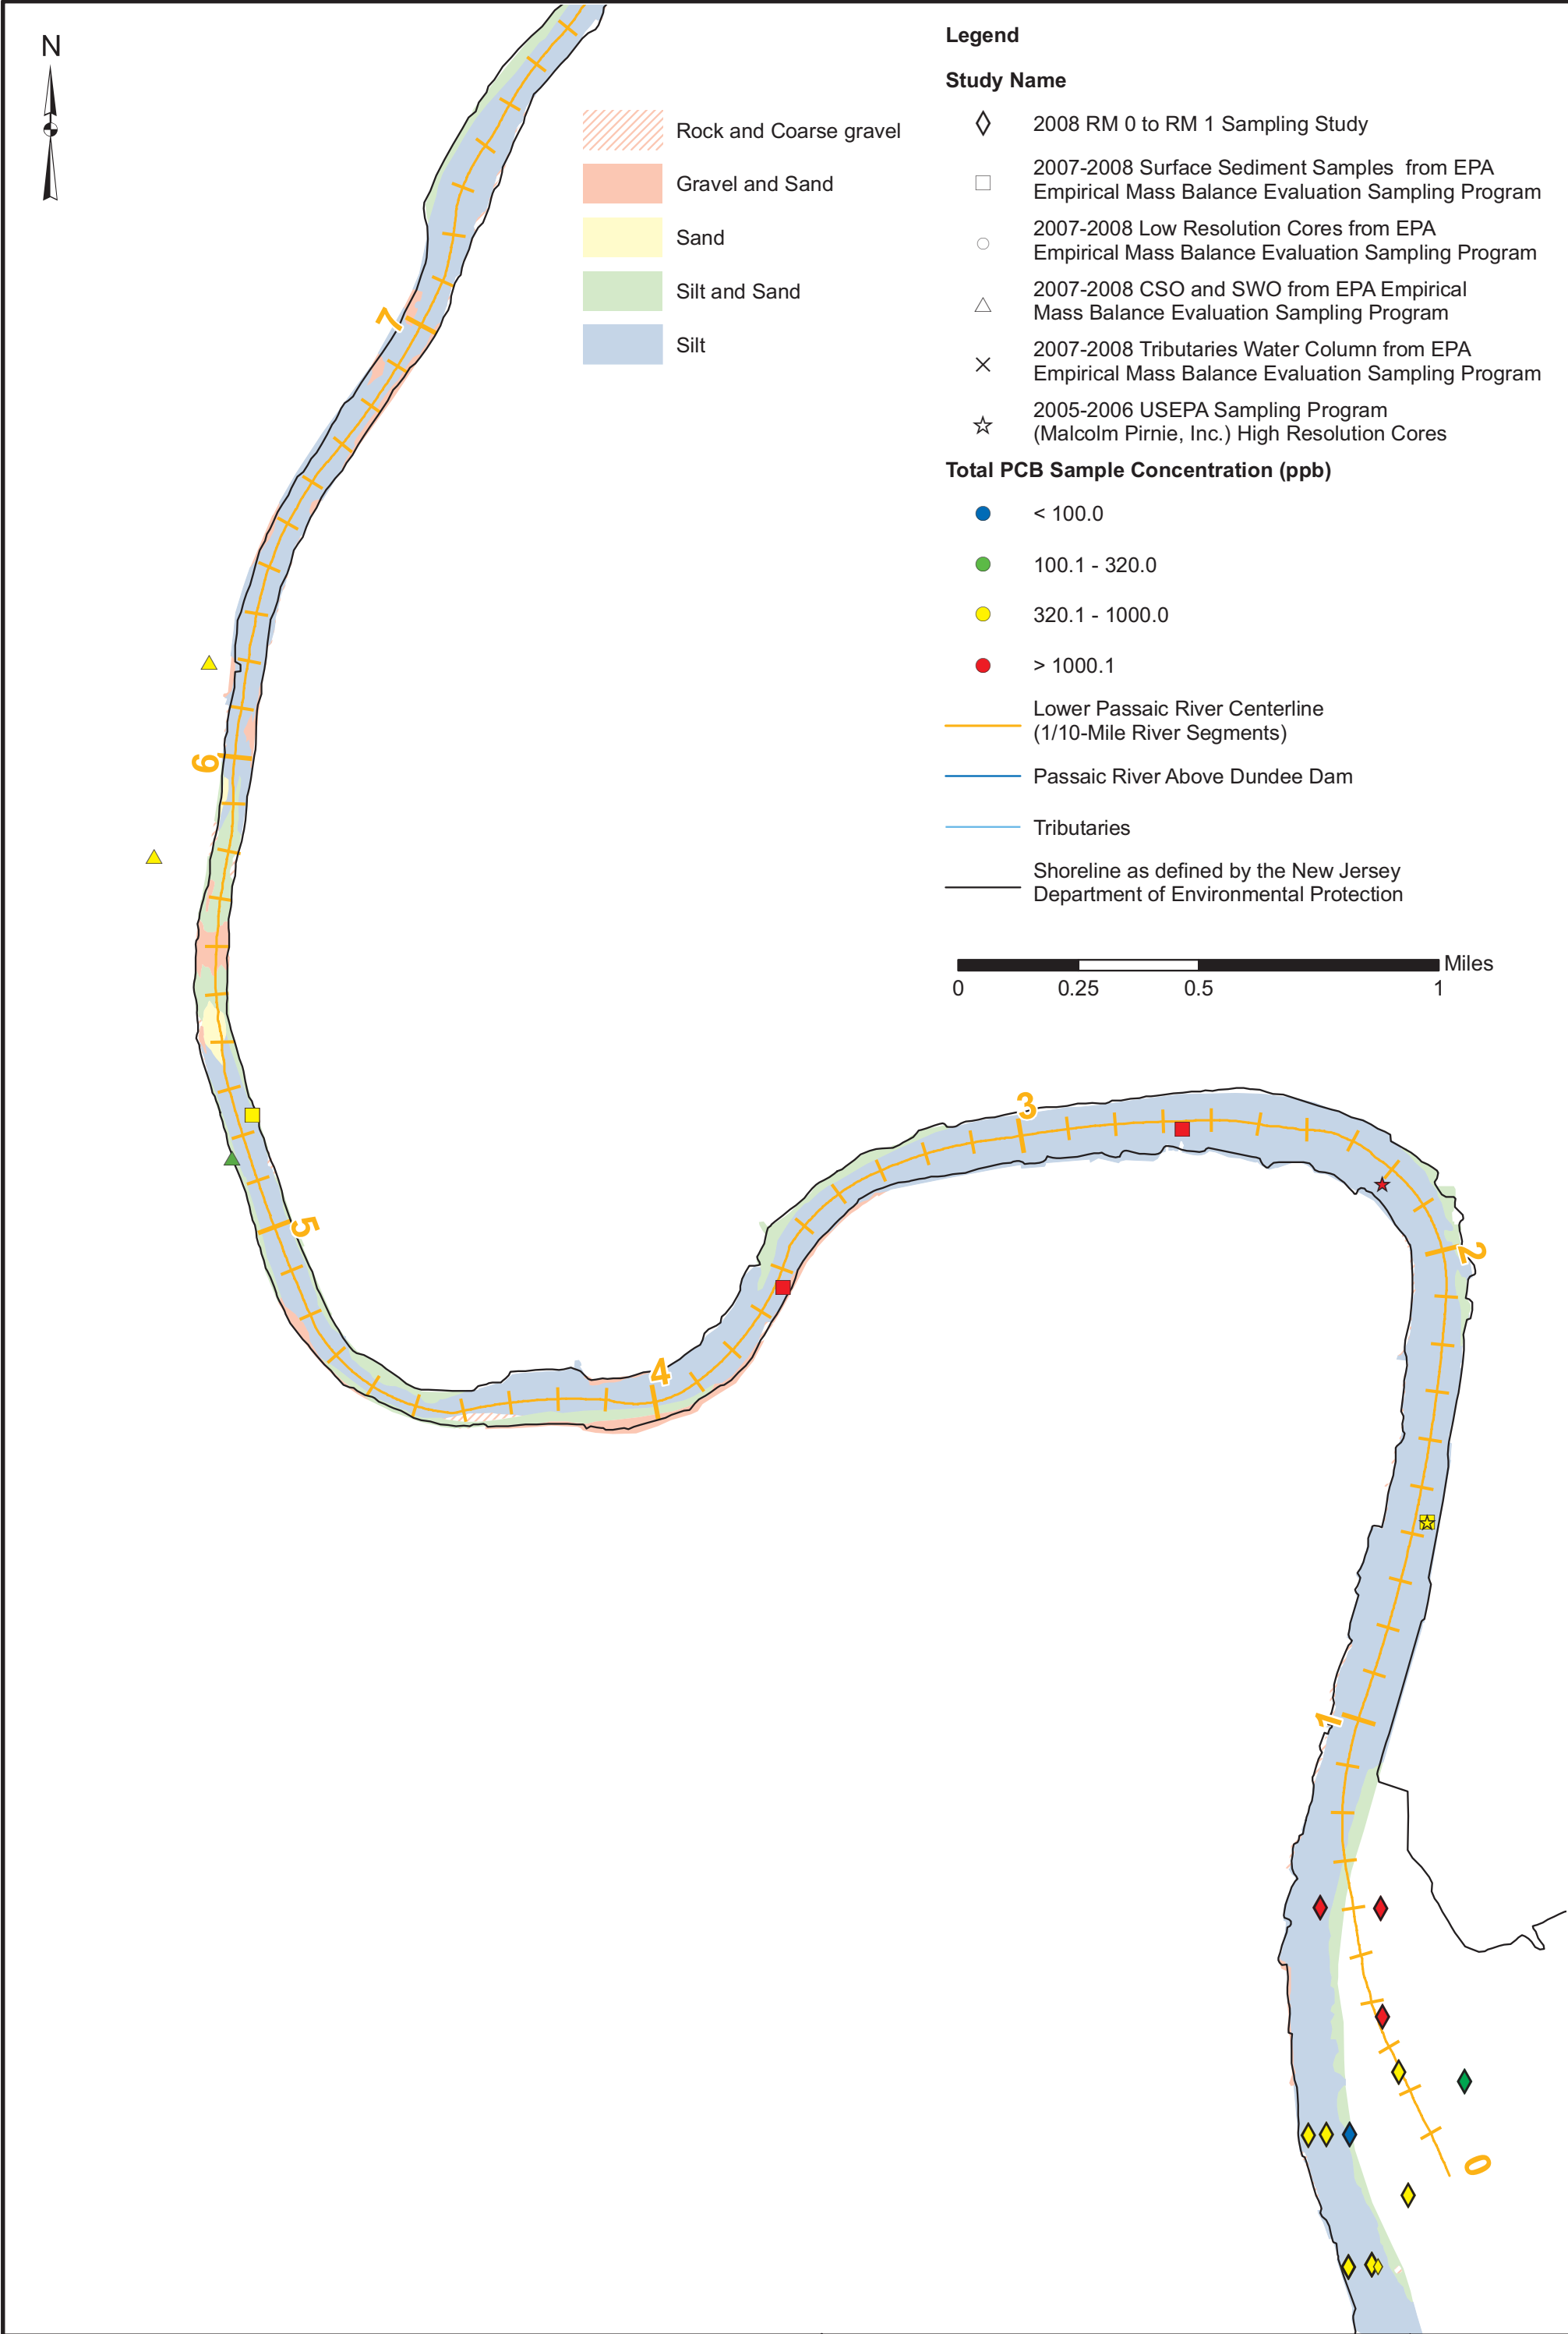 N
Legend
Study Name
2008 RM 0 to RM 1 Sampling Study
2007-2008 Surface Sediment Samples from EPA
Empirical Mass Balance Evaluation Sampling Program
2007-2008 Low Resolution Cores from EPA
Empirical Mass Balance Evaluation Sampling Program
2007-2008 CSO and SWO from EPA Empirical
Mass Balance Evaluation Sampling Program
2007-2008 Tributaries Water Column from EPA
Empirical Mass Balance Evaluation Sampling Program
2005-2006 USEPA Sampling Program
(Malcolm Pirnie, Inc.) High Resolution Cores
Total PCB Sample Concentration (ppb)
< 100.0
100.1 - 320.0
320.1 - 1000.0
> 1000.1
Lower Passaic River Centerline
(1/10-Mile River Segments)
Passaic River Above Dundee Dam
Tributaries
Shoreline as defined by the New Jersey
Department of Environmental Protection
Rock and Coarse gravel
Gravel and Sand
Sand
Silt and Sand
Silt
Miles
0 0.25 0.5 1
7
6
5
4
3
2
1
0